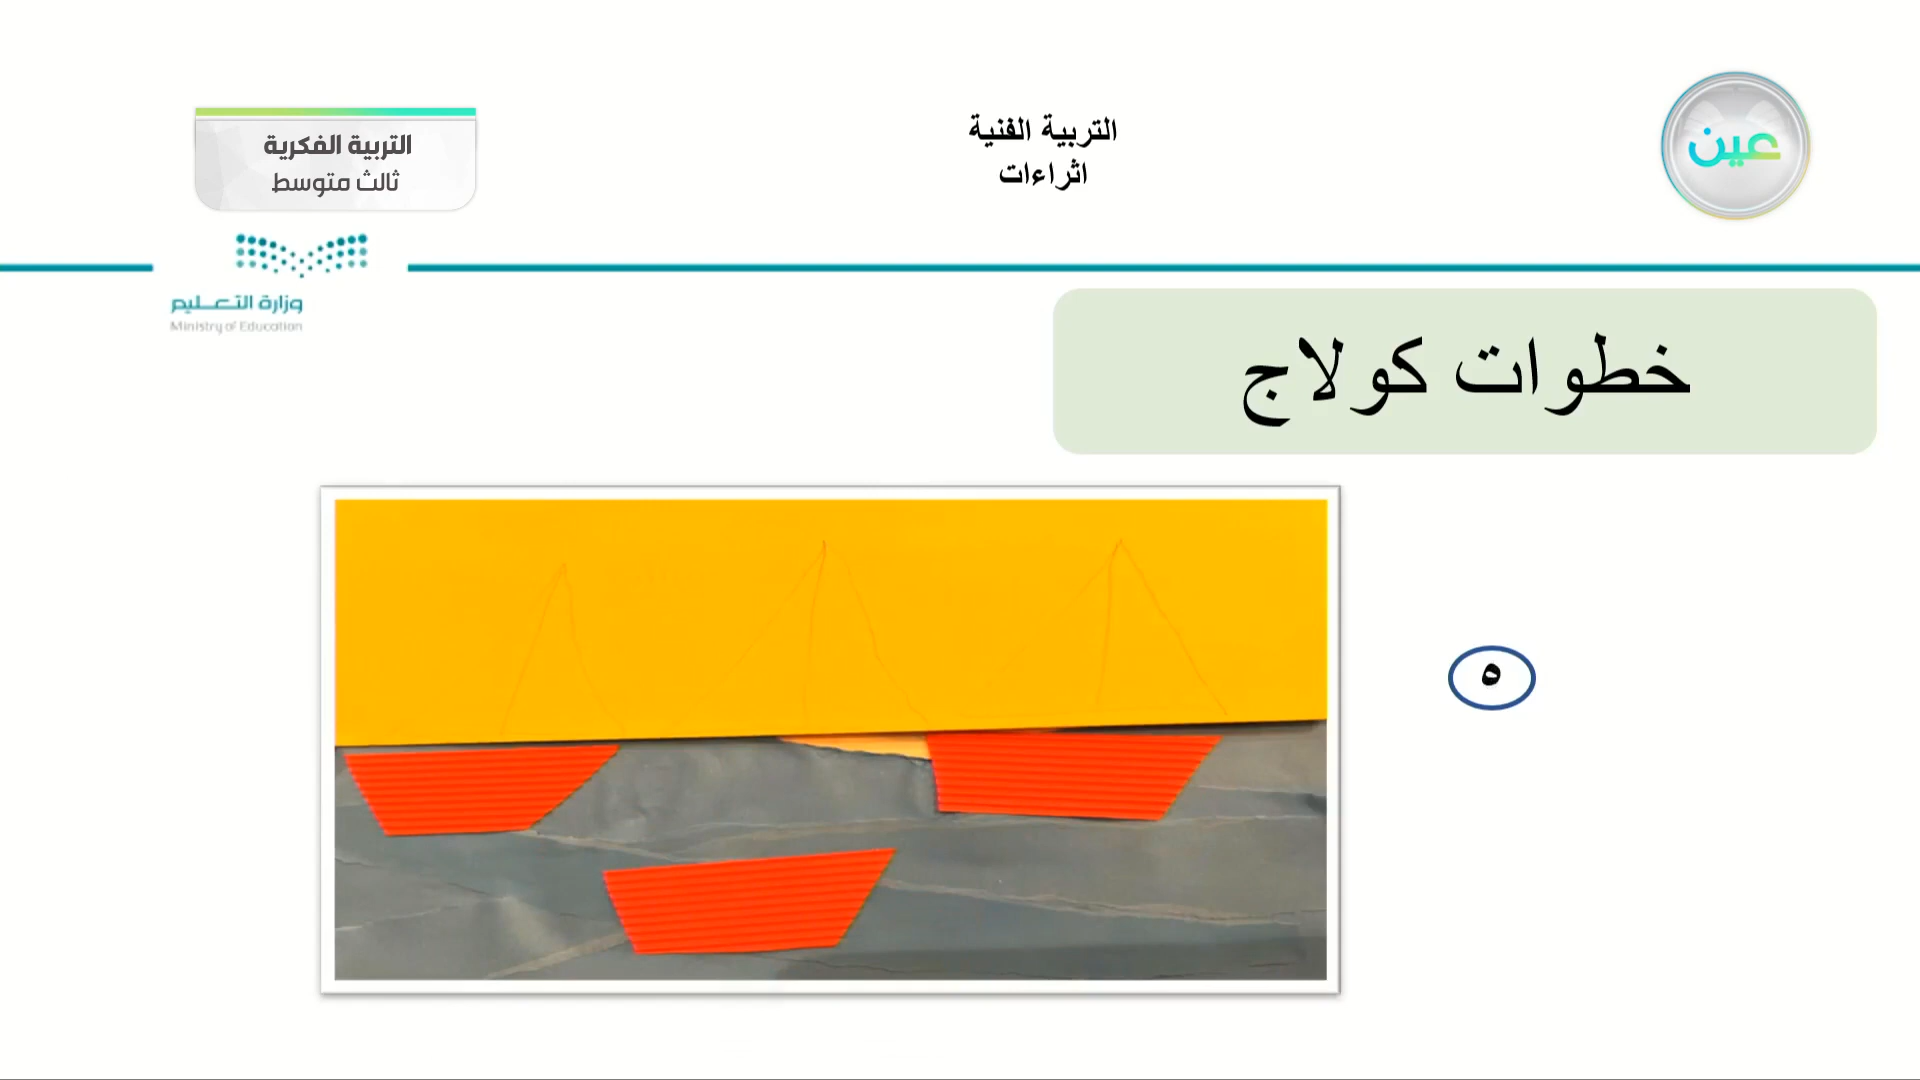 عين
التربية الفنية
اثراءات
التربية الفكرية
ثالث متوسط
وزارة التعليم
Ministry of Education
خطوات كولاج
٥